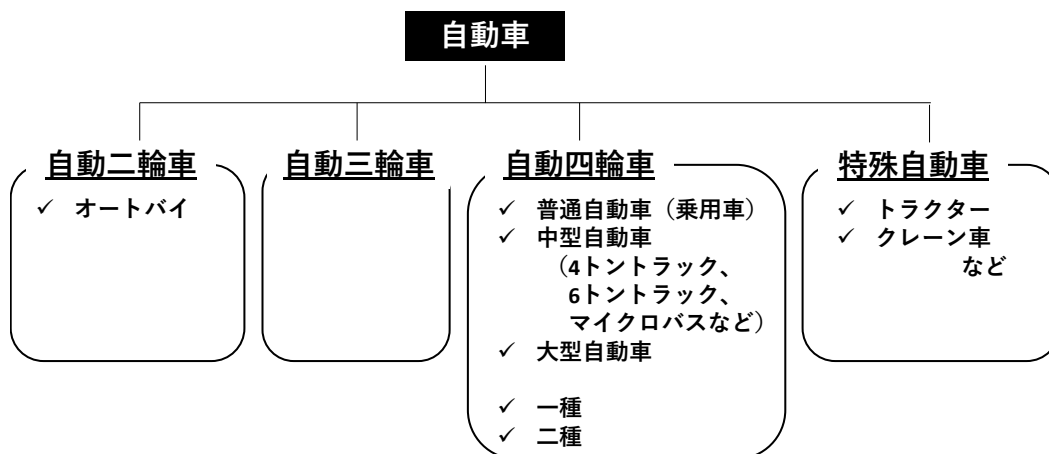 自動車
自動二輪車
✓ オートバイ
自動三輪車
自動四輪車
✓ 普通自動車（乗用車）
✓ 中型自動車
（4トントラック、
6トントラック、
マイクロバスなど）
✓ 大型自動車
✓ 一種
✓ 二種
特殊自動車
✓ トラクター
✓ クレーン車
など